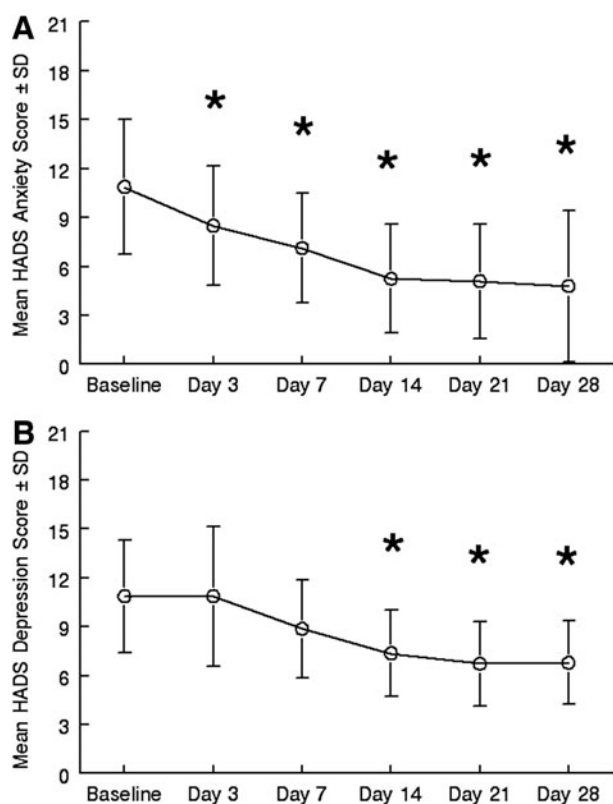 A
Mean HADS Anxiety Score ± SD
21
18
15
12
9
6
3
0
* * * * *
Baseline Day 3 Day 7 Day 14 Day 21 Day 28
B
Mean HADS Depression Score ± SD
21
18
15
12
9
6
3
0
* * *
Baseline Day 3 Day 7 Day 14 Day 21 Day 28